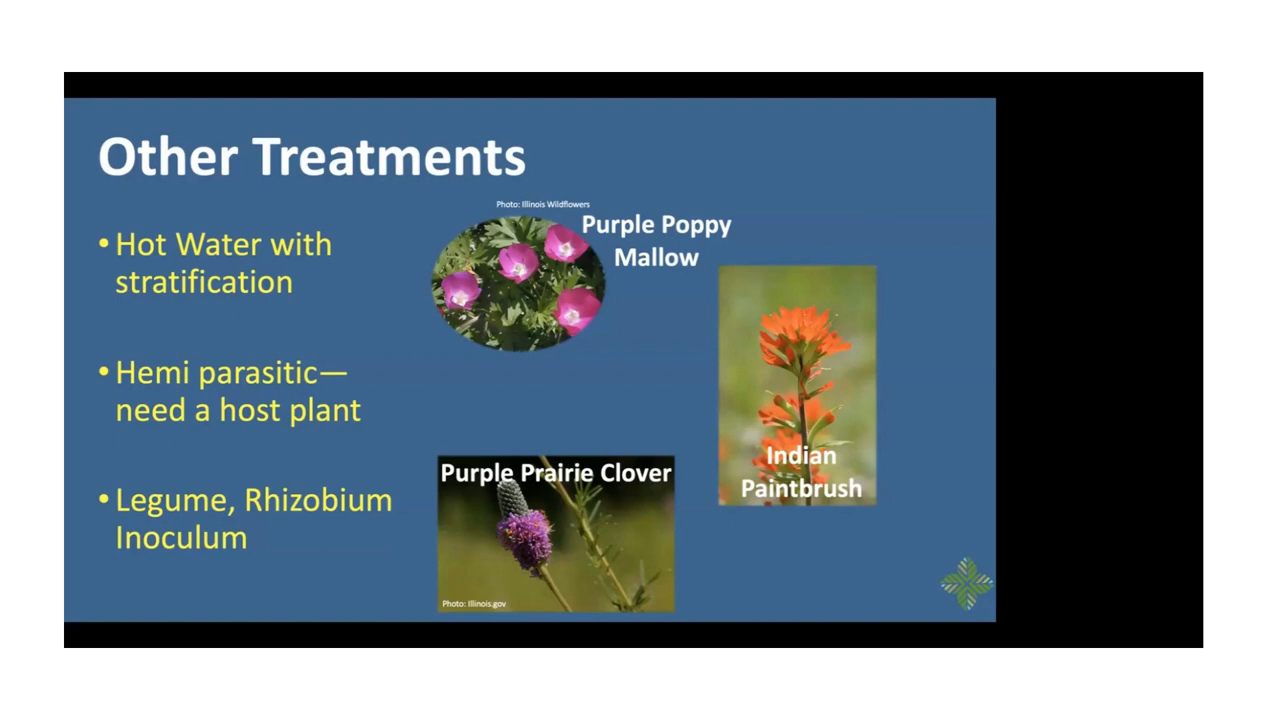 Other Treatments
• Hot Water with
stratification
• Hemi parasitic—
need a host plant
• Legume, Rhizobium
Inoculum
Photo: Illinois Wildflowers
Purple Poppy
Mallow
Indian
Paintbrush
Purple Prairie Clover
Photo: Illinois.gov